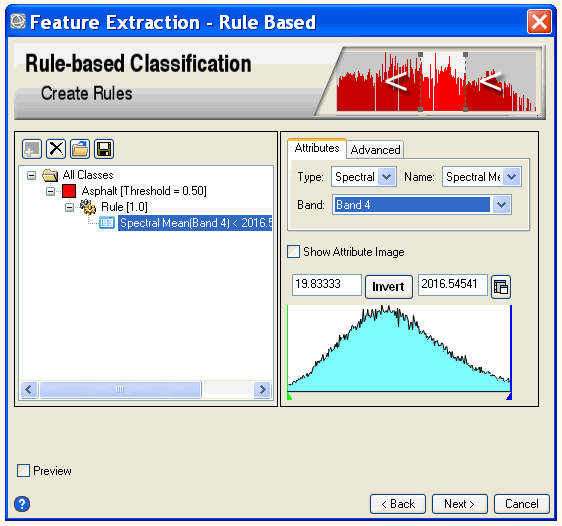 Feature Extraction - Rule Based
Rule-based Classification
Create Rules
All Classes
Asphalt [Threshold = 0.50]
Rule [1.0]
Spectral Mean(Band 4) < 2016.5
Attributes
Advanced
Type: Spectral Name: Spectral Me
Band: Band 4
Show Attribute Image
19.83333 Invert 2016.54541
Preview
? < Back Next > Cancel